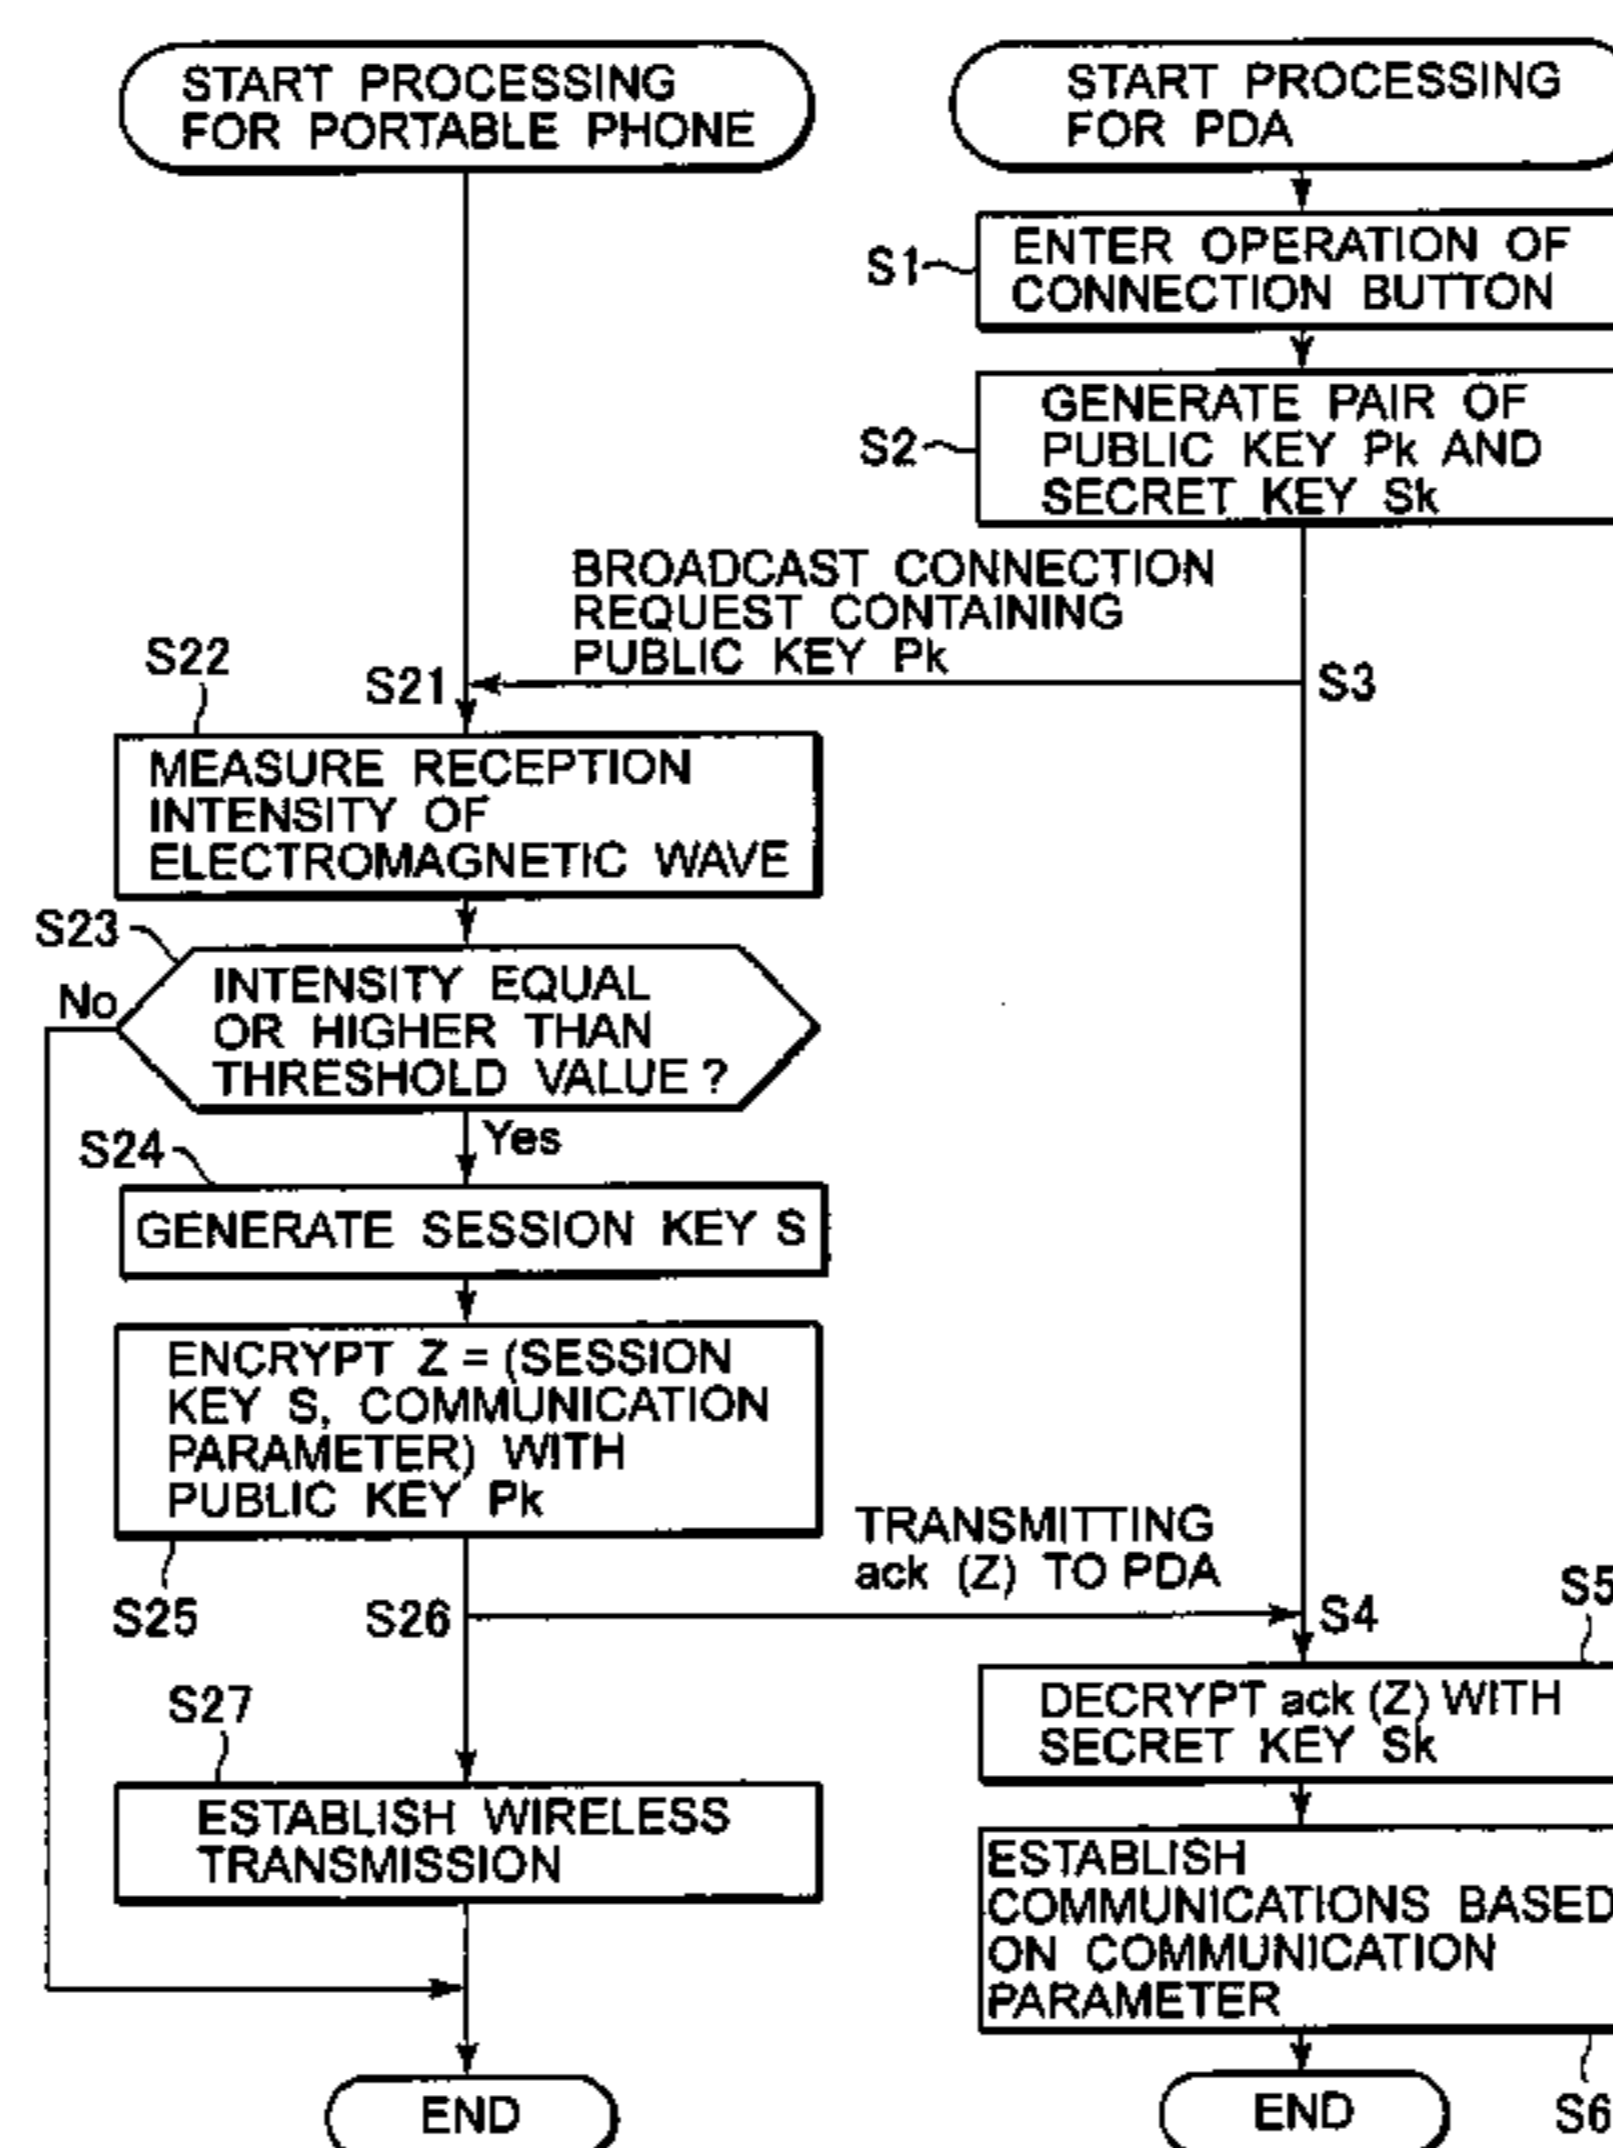 START PROCESSING
FOR PORTABLE PHONE
START PROCESSING
FOR PDA
S1
ENTER OPERATION OF
CONNECTION BUTTON
S2
GENERATE PAIR OF
PUBLIC KEY Pk AND
SECRET KEY Sk
BROADCAST CONNECTION
REQUEST CONTAINING
PUBLIC KEY Pk
S22
S21
S3
MEASURE RECEPTION
INTENSITY OF
ELECTROMAGNETIC WAVE
S23
No
INTENSITY EQUAL
OR HIGHER THAN
THRESHOLD VALUE ?
Yes
S24
GENERATE SESSION KEY S
ENCRYPT Z = (SESSION
KEY S, COMMUNICATION
PARAMETER) WITH
PUBLIC KEY Pk
S25
S26
TRANSMITTING
ack (Z) TO PDA
S4
S5
DECRYPT ack (Z) WITH
SECRET KEY Sk
S27
ESTABLISH WIRELESS
TRANSMISSION
ESTABLISH
COMMUNICATIONS BASED
ON COMMUNICATION
PARAMETER
S6
END
END